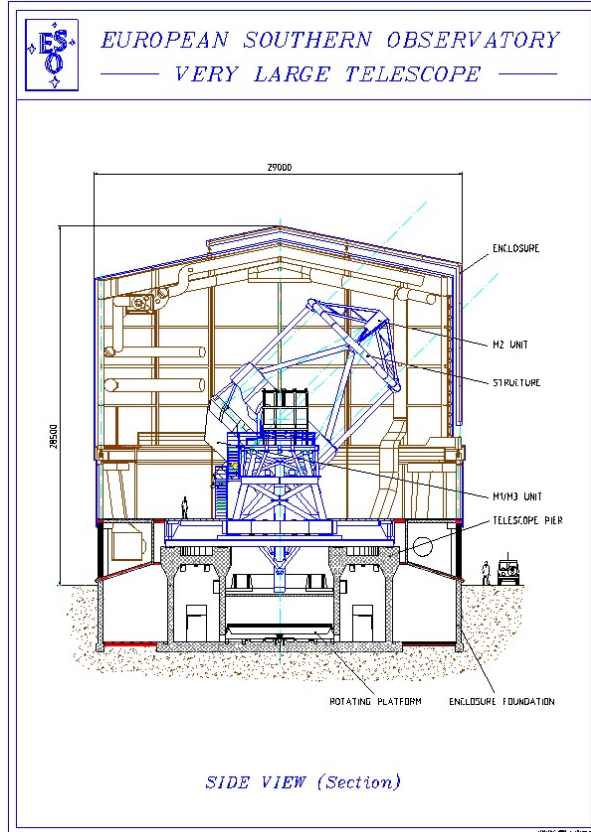 ESO
EUROPEAN SOUTHERN OBSERVATORY
VERY LARGE TELESCOPE
29000
ENCLOSURE
M2 UNIT
STRUCTURE
28500
M1/M3 UNIT
TELESCOPE PIER
ROTATING PLATFORM
ENCLOSURE FOUNDATION
SIDE VIEW (Section)